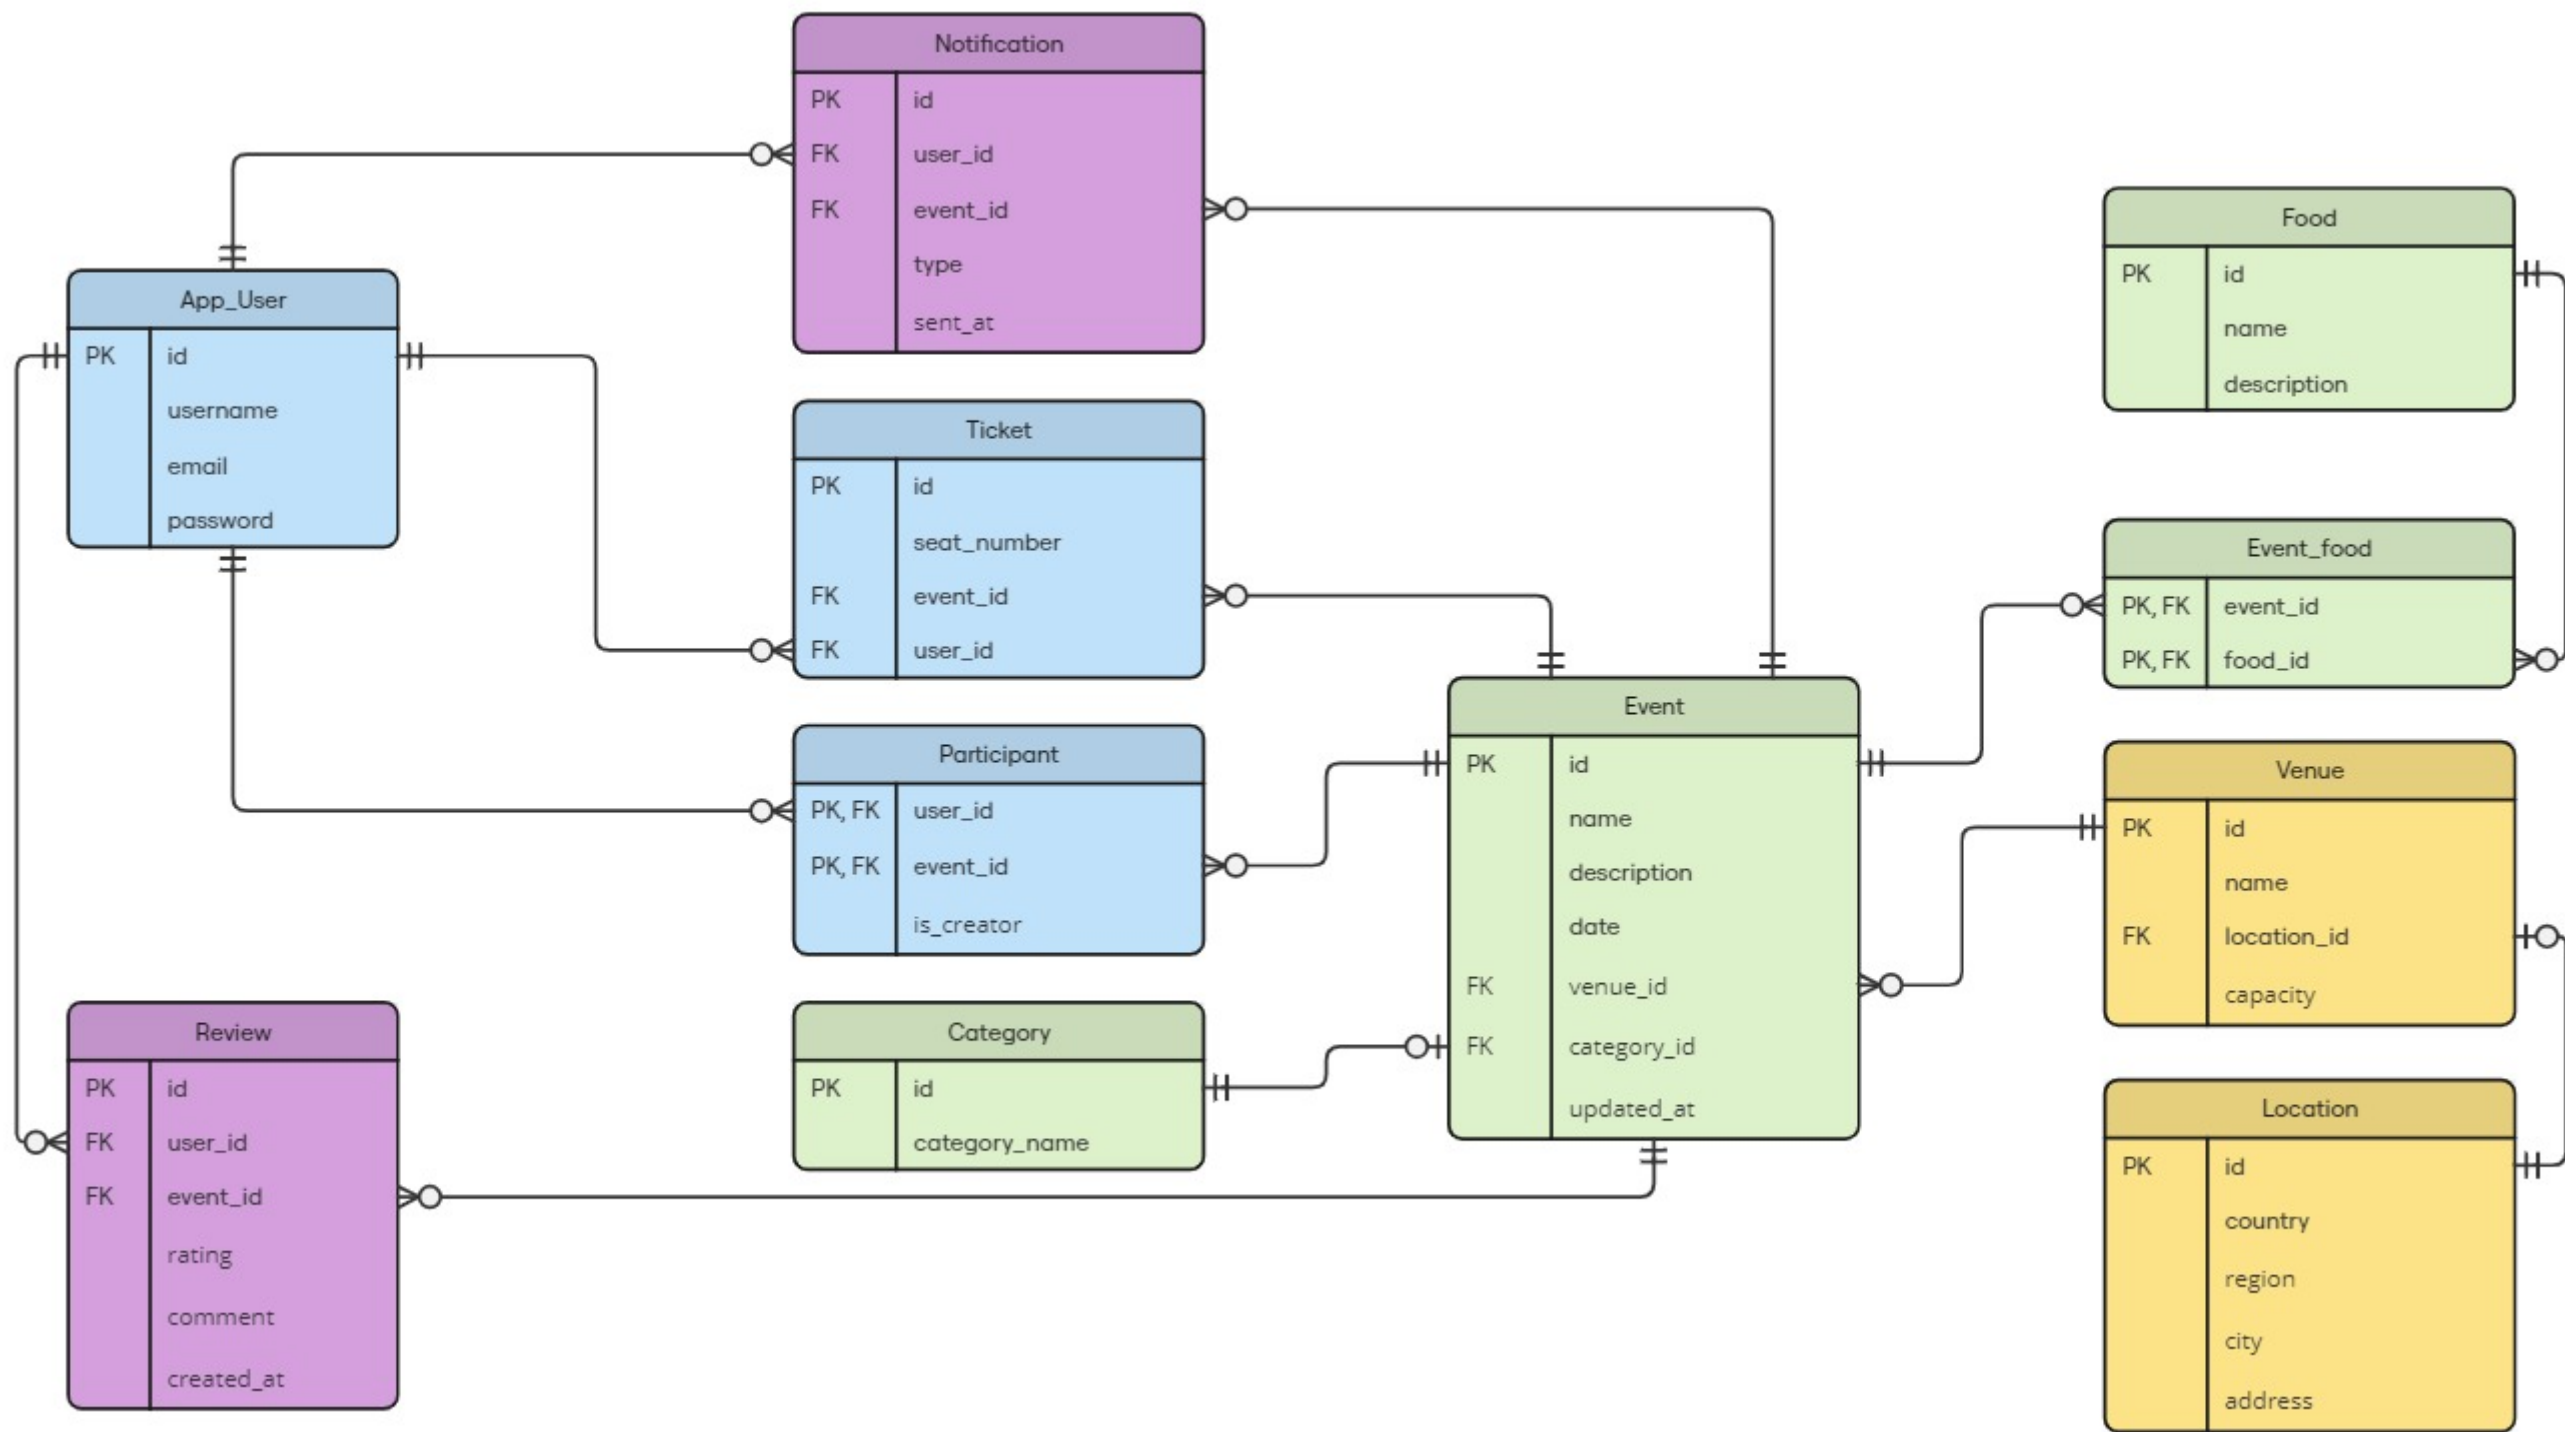 Notification
PK id
FK user_id
FK event_id
type
sent_at
App_User
PK id
username
email
password
Ticket
PK id
seat_number
FK event_id
FK user_id
Participant
PK, FK user_id
PK, FK event_id
is_creator
Review
PK id
FK user_id
FK event_id
rating
comment
created_at
Category
PK id
category_name
Event
PK id
name
description
date
FK venue_id
FK category_id
updated_at
Food
PK id
name
description
Event_food
PK, FK event_id
PK, FK food_id
Venue
PK id
name
FK location_id
capacity
Location
PK id
country
region
city
address